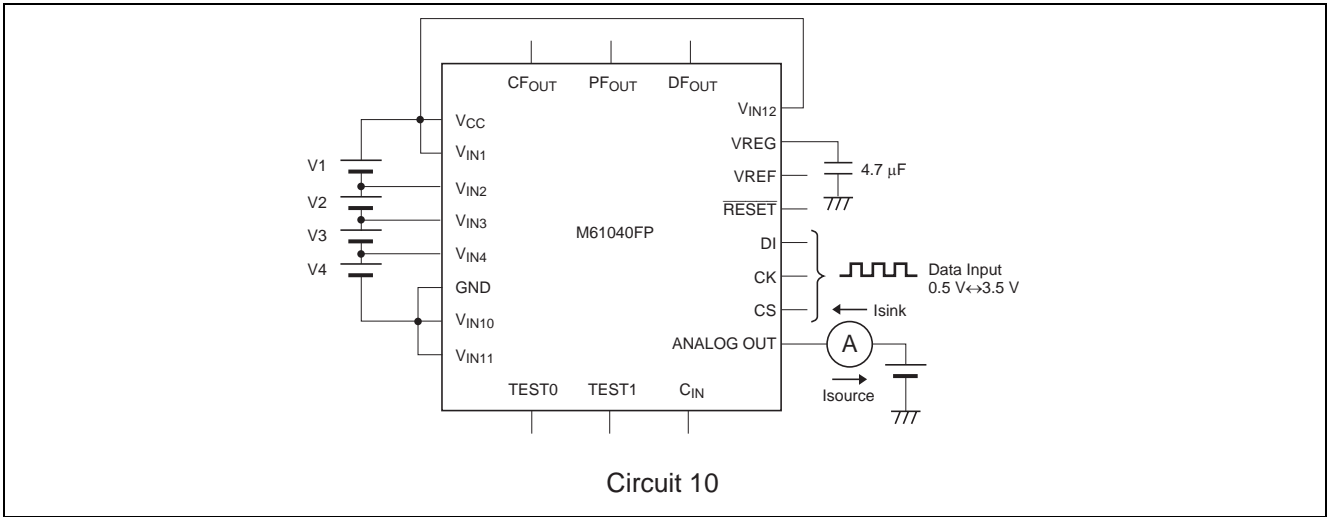 CFOUT PFOUT DFOUT
VCC
VIN1
VIN2
VIN3
VIN4
GND
VIN10
VIN11
V1
V2
V3
V4
M61040FP
VIN12
VREG
VREF
RESET
DI
CK
CS
ANALOG OUT
4.7 μF
Data Input
0.5 V↔3.5 V
Isink
A
Isource
TEST0 TEST1 CIN
Circuit 10